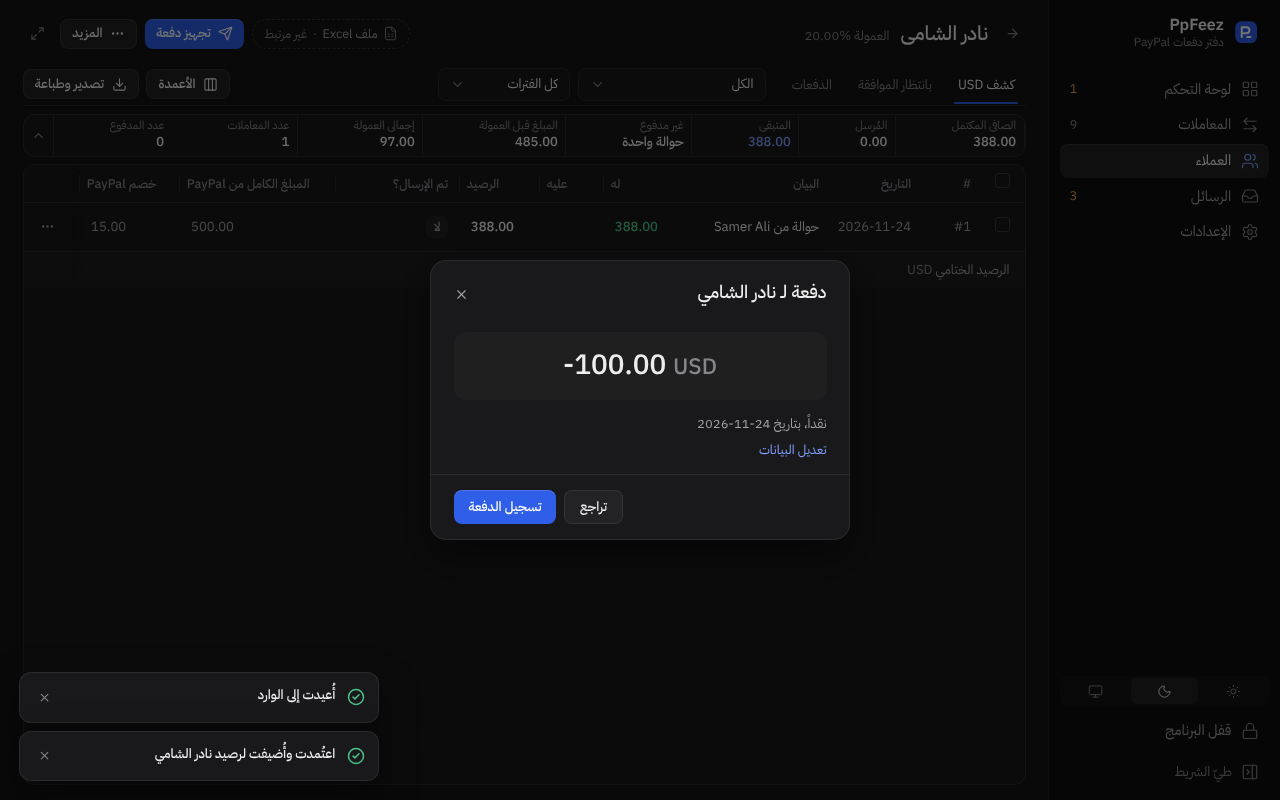 PpFeez
دفتر دفعات PayPal
لوحة التحكم 1
المعاملات 9
العملاء
الرسائل 3
الإعدادات
قفل البرنامج
طيّ الشريط
نادر الشامي العمولة 20.00%
ملف Excel · غير مرتبط
تجهيز دفعة
المزيد
كشف USD
بانتظار الموافقة
الدفعات
الكل
كل الفترات
الأعمدة
تصدير وطباعة
الصافي المكتمل 388.00
المُرسل 0.00
المتبقي 388.00
غير مدفوع حوالة واحدة
المبلغ قبل العمولة 485.00
إجمالي العمولة 97.00
عدد المعاملات 1
عدد المدفوع 0
# التاريخ البيان له عليه الرصيد تم الإرسال؟ المبلغ الكامل من PayPal خصم PayPal
#1 2026-11-24 حوالة من Samer Ali 388.00 388.00 لا 500.00 15.00
الرصيد الختامي USD
دفعة لـ نادر الشامي
-100.00 USD
نقداً، بتاريخ 2026-11-24
تعديل البيانات
تراجع
تسجيل الدفعة
أُعيدت إلى الوارد
اعتُمدت وأُضيفت لرصيد نادر الشامي